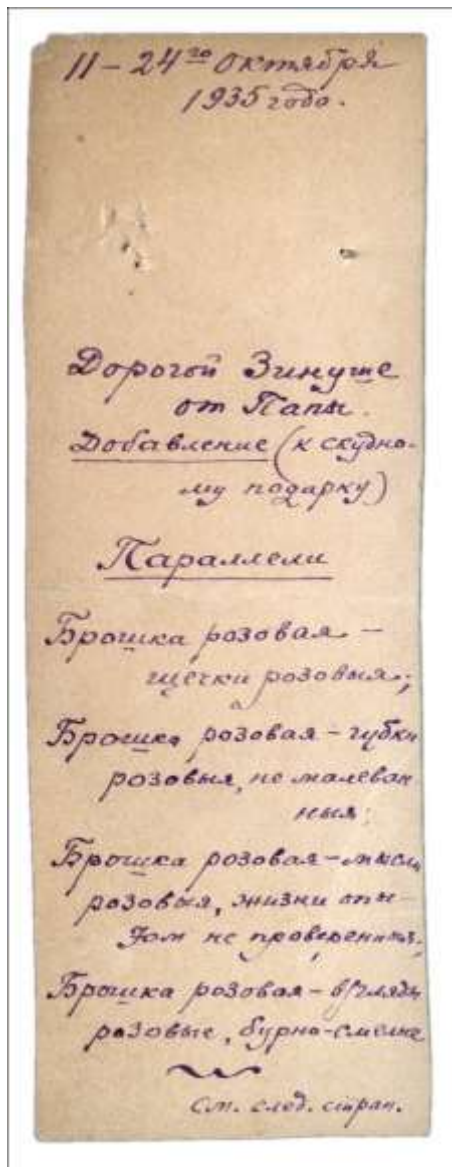 11 – 24го Октября
1935 года.
Дорогой Зинуше
от Папы.
Добавление (к скудно-
му подарку)
Параллели
Брошка розовая –
щечки розовыя;
Брошка розовая – губки
розовыя, не малеван
ныя;
Брошка розовая – мысли
розовыя, жизни опы-
том не проверенныя;
Брошка розовая – взгляды
розовые, бурно-смелые
См. след. стран.